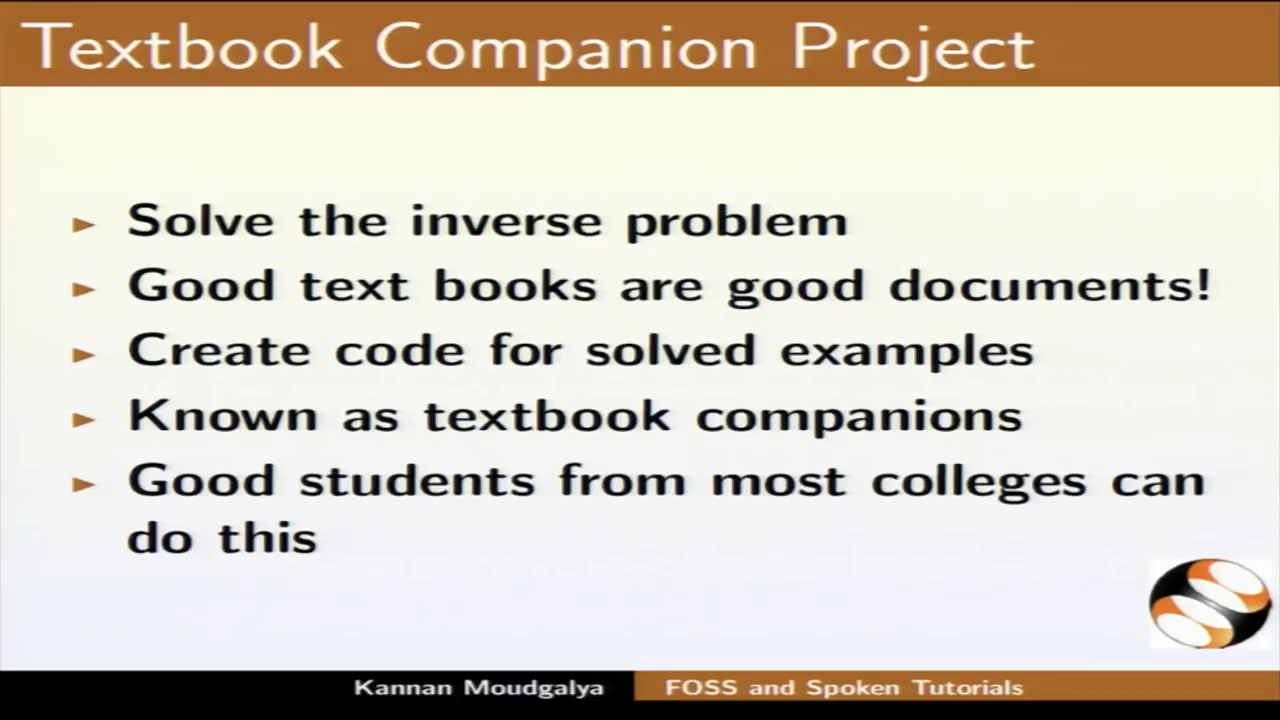 Textbook Companion Project
► Solve the inverse problem
► Good text books are good documents!
► Create code for solved examples
► Known as textbook companions
► Good students from most colleges can
do this
Kannan Moudgalya
FOSS and Spoken Tutorials